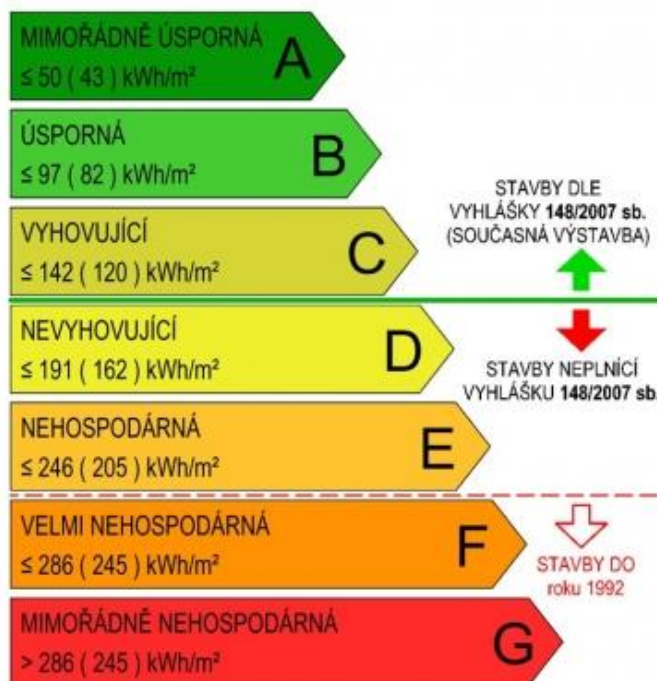 MIMOŘÁDNĚ ÚSPORNÁ
≤ 50 ( 43 ) kWh/m²
A
ÚSPORNÁ
≤ 97 ( 82 ) kWh/m²
B
VYHOVUJÍCÍ
≤ 142 ( 120 ) kWh/m²
C
STAVBY DLE
VYHLÁŠKY 148/2007 sb.
(SOUČASNÁ VÝSTAVBA)
NEVYHOVUJÍCÍ
≤ 191 ( 162 ) kWh/m²
D
STAVBY NEPLNÍCÍ
VYHLÁŠKU 148/2007 sb.
NEHOSPODÁRNÁ
≤ 246 ( 205 ) kWh/m²
E
VELMI NEHOSPODÁRNÁ
≤ 286 ( 245 ) kWh/m²
F
STAVBY DO
roku 1992
MIMOŘÁDNĚ NEHOSPODÁRNÁ
> 286 ( 245 ) kWh/m²
G